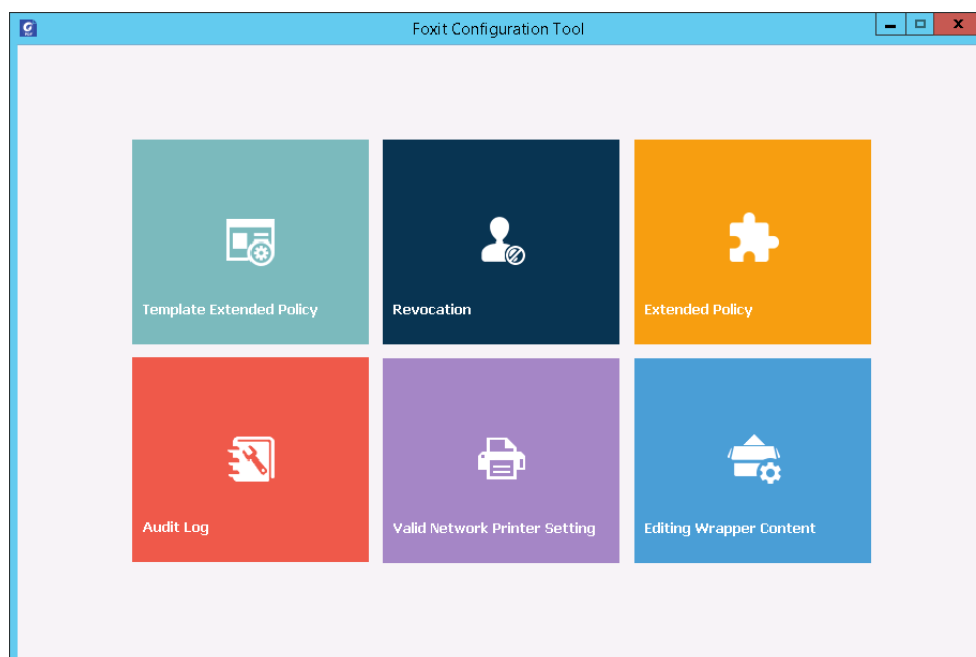 Foxit Configuration Tool
Template Extended Policy
Revocation
Extended Policy
Audit Log
Valid Network Printer Setting
Editing Wrapper Content